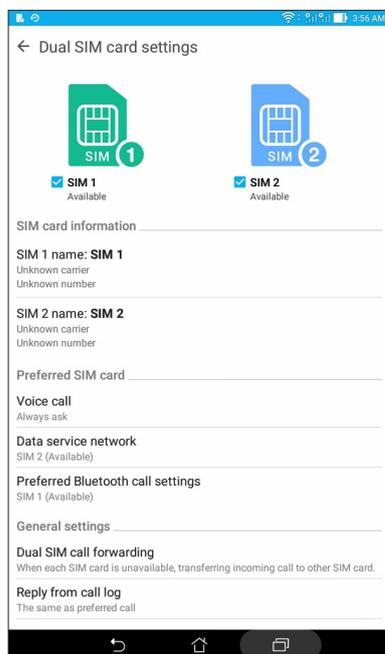 3:56 AM
Dual SIM card settings
SIM 1 SIM 2
SIM 1 SIM 2
Available Available
SIM card information
SIM 1 name: SIM 1
Unknown carrier
Unknown number
SIM 2 name: SIM 2
Unknown carrier
Unknown number
Preferred SIM card
Voice call
Always ask
Data service network
SIM 2 (Available)
Preferred Bluetooth call settings
SIM 1 (Available)
General settings
Dual SIM call forwarding
When each SIM card is unavailable, transferring incoming call to other SIM card.
Reply from call log
The same as preferred call